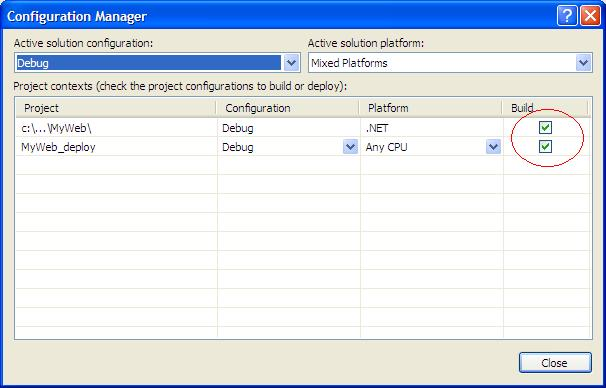 Configuration Manager
Active solution configuration: Active solution platform:
Debug Mixed Platforms
Project contexts (check the project configurations to build or deploy):
Project Configuration Platform Build
c:\...\MyWeb\ Debug .NET
MyWeb_deploy Debug Any CPU
Close